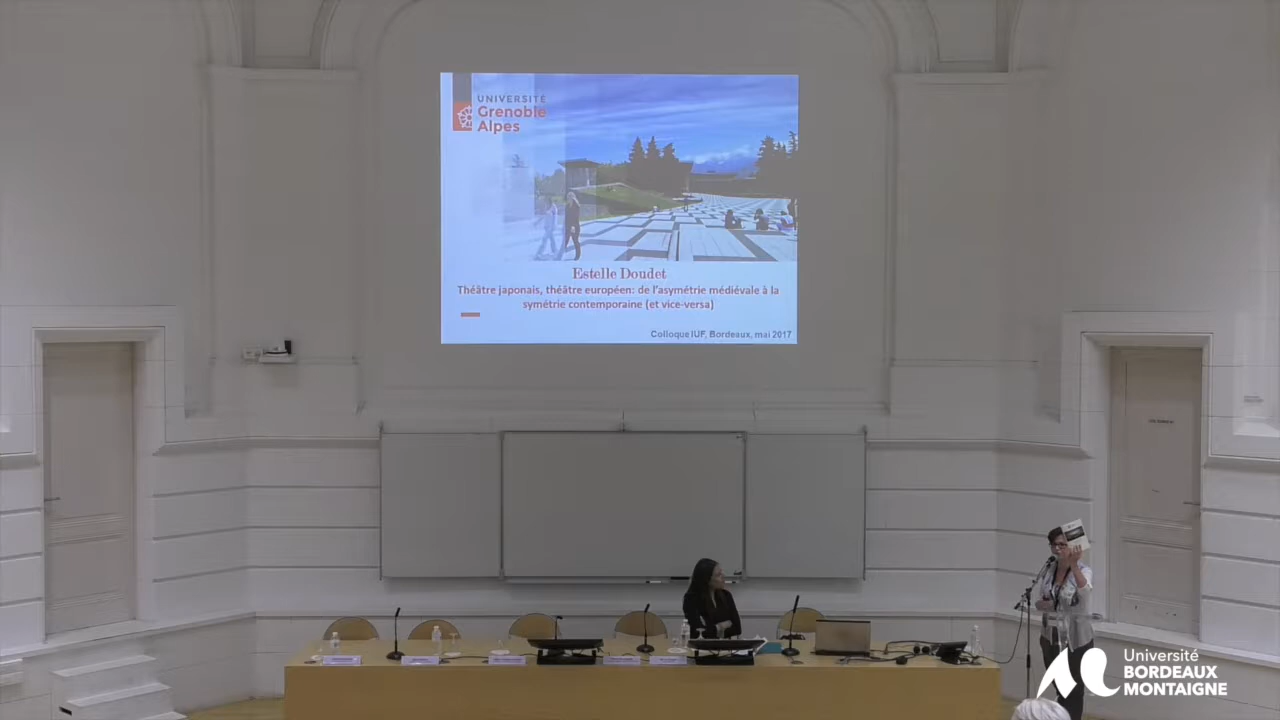 UNIVERSITÉ
Grenoble
Alpes
Estelle Doudet
Théâtre japonais, théâtre européen: de l'asymétrie médiévale à la
symétrie contemporaine (et vice-versa)
Colloque IUF, Bordeaux, mai 2017
Université
BORDEAUX
MONTAIGNE